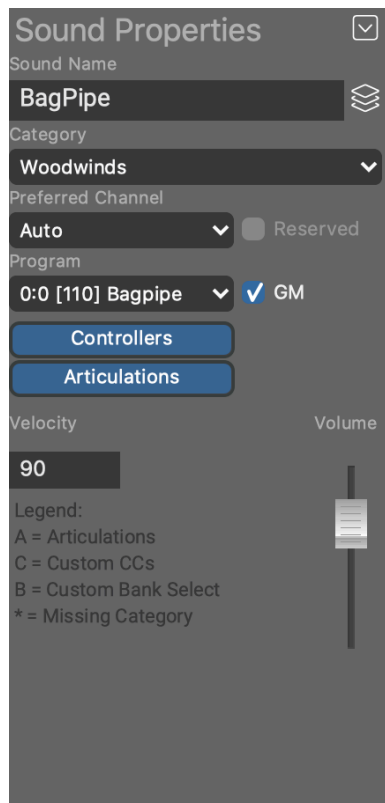 Sound Properties
Sound Name
BagPipe
Category
Woodwinds
Preferred Channel
Auto
Reserved
Program
0:0 [110] Bagpipe
GM
Controllers
Articulations
Velocity
Volume
90
Legend:
A = Articulations
C = Custom CCs
B = Custom Bank Select
* = Missing Category